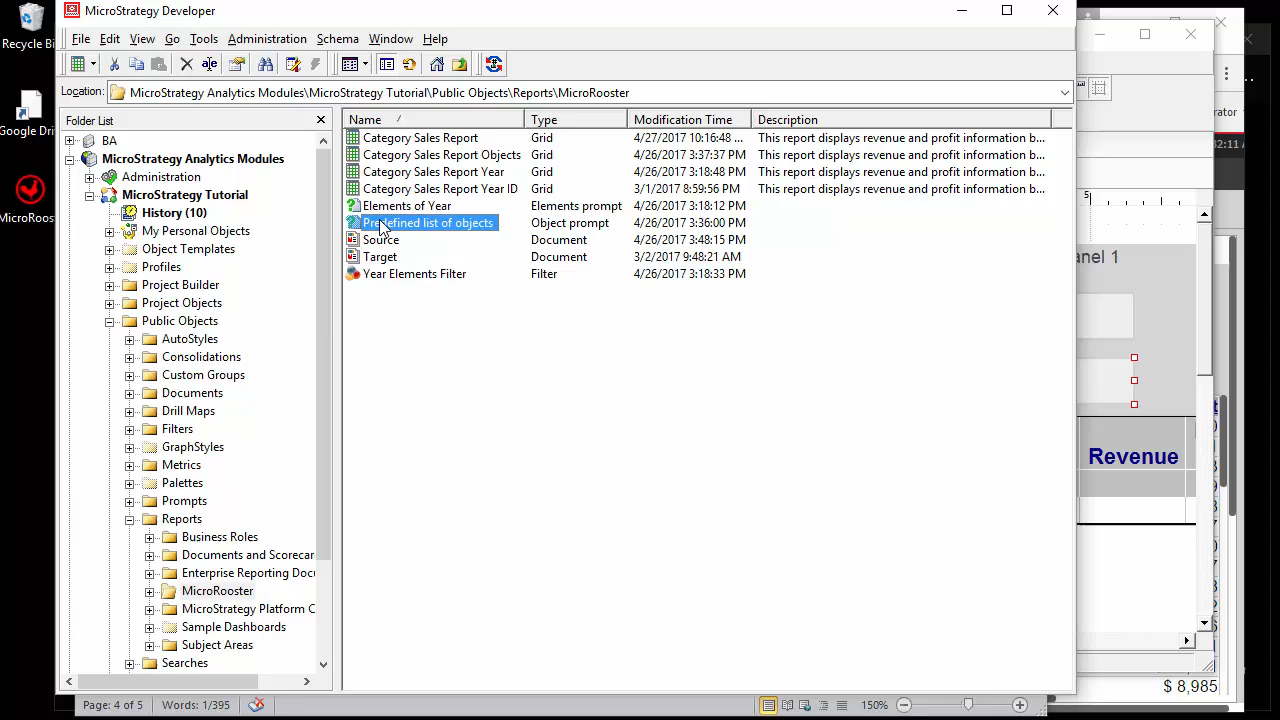 Recycle Bi
Google Dri
MicroRoos
MicroStrategy Developer
File Edit View Go Tools Administration Schema Window Help
Location: MicroStrategy Analytics Modules\MicroStrategy Tutorial\Public Objects\Reports\MicroRooster
Folder List
BA
MicroStrategy Analytics Modules
Administration
MicroStrategy Tutorial
History (10)
My Personal Objects
Object Templates
Profiles
Project Builder
Project Objects
Public Objects
AutoStyles
Consolidations
Custom Groups
Documents
Drill Maps
Filters
GraphStyles
Metrics
Palettes
Prompts
Reports
Business Roles
Documents and Scorecar
Enterprise Reporting Docu
MicroRooster
MicroStrategy Platform C
Sample Dashboards
Subject Areas
Searches
Name Type Modification Time Description
Category Sales Report Grid 4/27/2017 10:16:48 ... This report displays revenue and profit information b...
Category Sales Report Objects Grid 4/26/2017 3:37:37 PM This report displays revenue and profit information b...
Category Sales Report Year Grid 4/26/2017 3:18:48 PM This report displays revenue and profit information b...
Category Sales Report Year ID Grid 3/1/2017 8:59:56 PM This report displays revenue and profit information b...
Elements of Year Elements prompt 4/26/2017 3:18:12 PM
Predefined list of objects Object prompt 4/26/2017 3:36:00 PM
Source Document 4/26/2017 3:48:15 PM
Target Document 3/2/2017 9:48:21 AM
Year Elements Filter Filter 4/26/2017 3:18:33 PM
rator
32:11
5
anel 1
Revenue
$ 8,985
Page: 4 of 5 Words: 1/395 150%